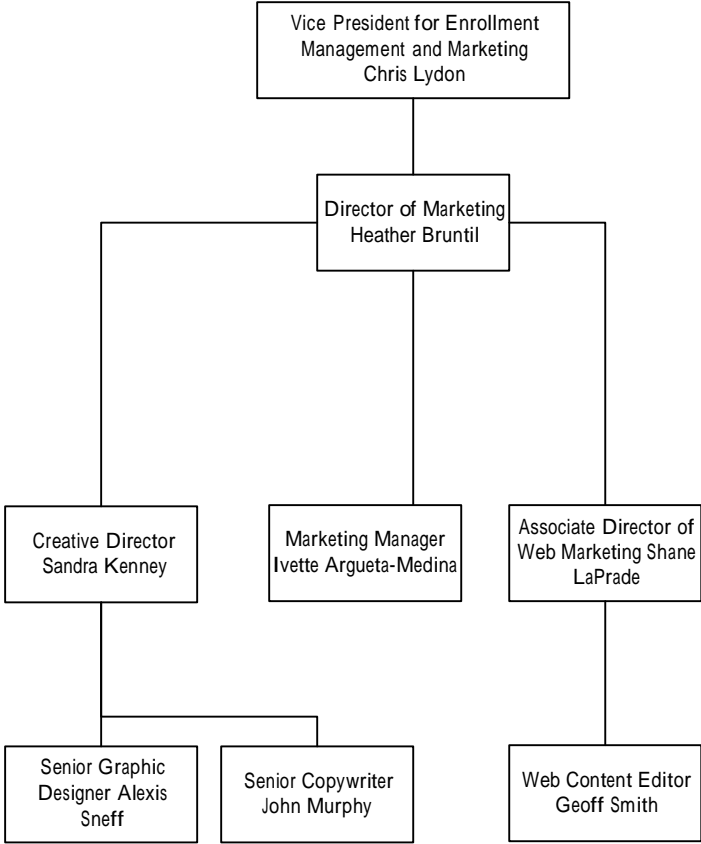 Vice President for Enrollment
Management and Marketing
Chris Lydon
Director of Marketing
Heather Bruntil
Creative Director
Sandra Kenney
Marketing Manager
Ivette Argueta-Medina
Associate Director of
Web Marketing Shane
LaPrade
Senior Graphic
Designer Alexis
Sneff
Senior Copywriter
John Murphy
Web Content Editor
Geoff Smith